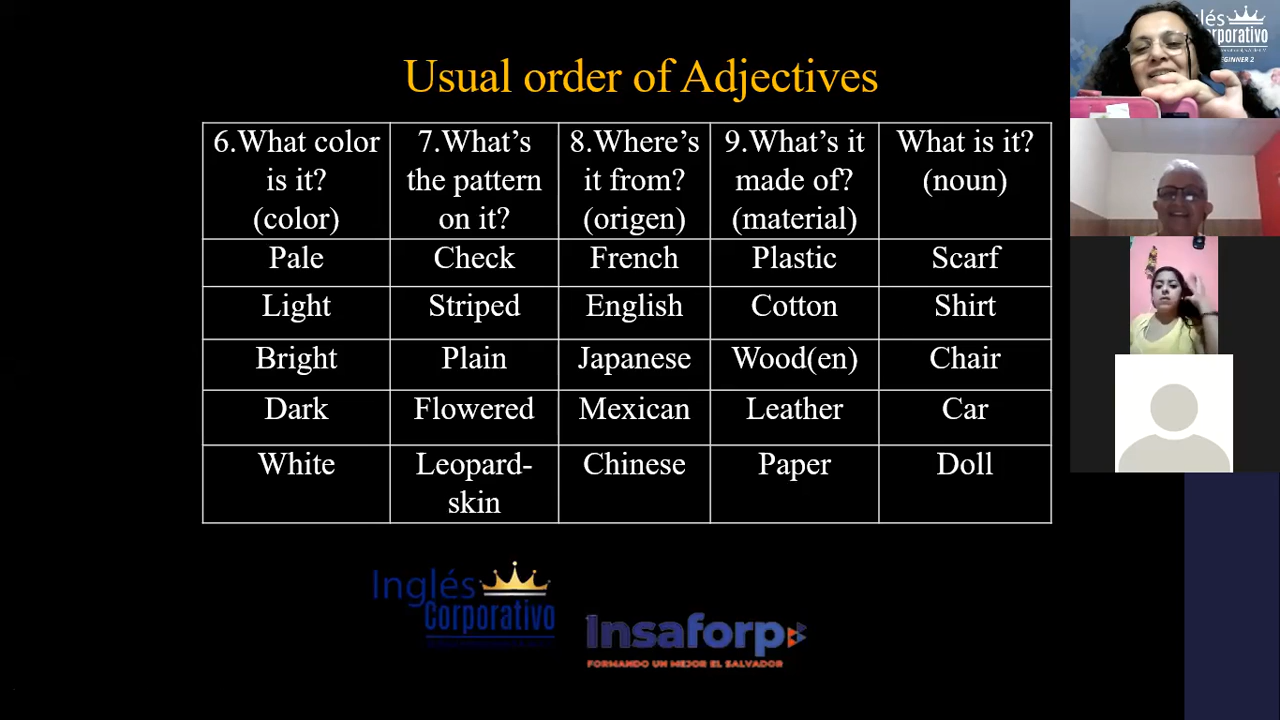 Usual order of Adjectives
6.What color is it? (color)
7.What's the pattern on it?
8.Where's it from? (origen)
9.What's it made of? (material)
What is it? (noun)
Pale Check French Plastic Scarf
Light Striped English Cotton Shirt
Bright Plain Japanese Wood(en) Chair
Dark Flowered Mexican Leather Car
White Leopard-skin Chinese Paper Doll
Inglés
Corporativo
Insaforp
FORMANDO UN MEJOR EL SALVADOR